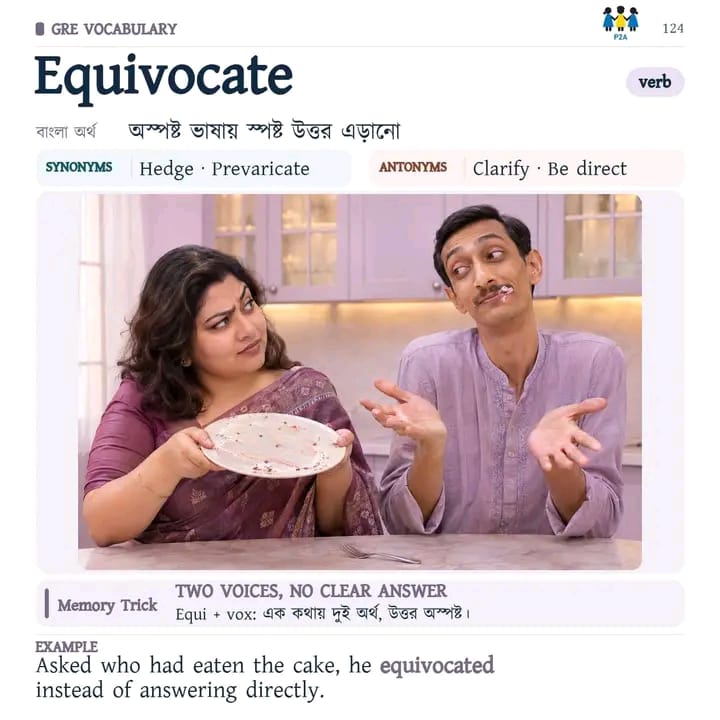 GRE VOCABULARY
P2A
124
Equivocate
verb
বাংলা অর্থ অস্পষ্ট ভাষায় স্পষ্ট উত্তর এড়ানো
SYNONYMS Hedge · Prevaricate
ANTONYMS Clarify · Be direct
Memory Trick
TWO VOICES, NO CLEAR ANSWER
Equi + vox: এক কথায় দুই অর্থ, উত্তর অস্পষ্ট।
EXAMPLE
Asked who had eaten the cake, he equivocated
instead of answering directly.